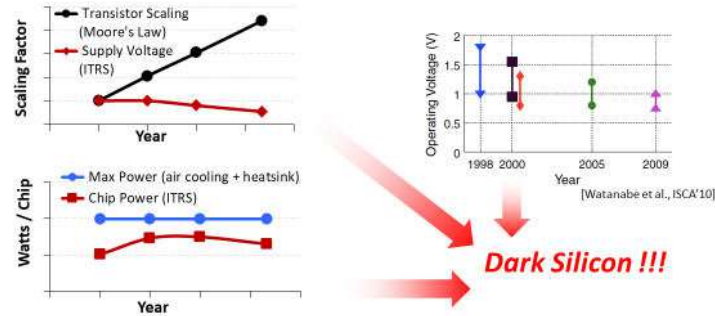 Transistor Scaling
(Moore's Law)
Supply Voltage
(ITRS)
Scaling Factor
Year
Max Power (air cooling + heatsink)
Chip Power (ITRS)
Watts / Chip
Year
2
1.5
1
0.5
0
Operating Voltage (V)
1998 2000 2005 2009
Year
[Watanabe et al., ISCA'10]
Dark Silicon !!!